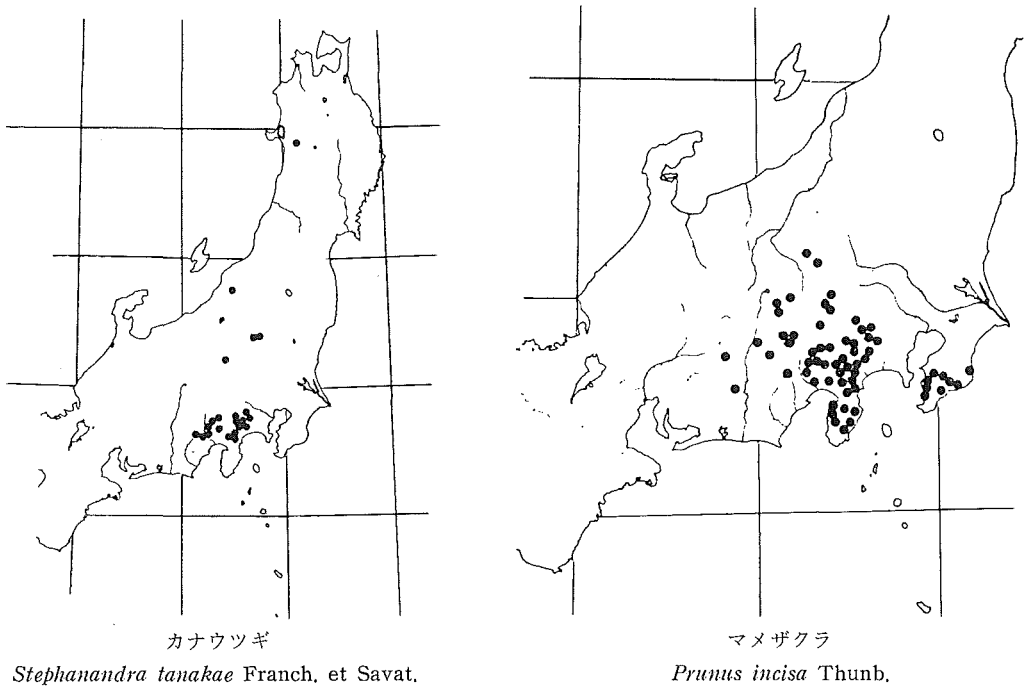 カナウツギ
Stephanandra tanakae Franch. et Savat.
マメザクラ
Prunus incisa Thunb.